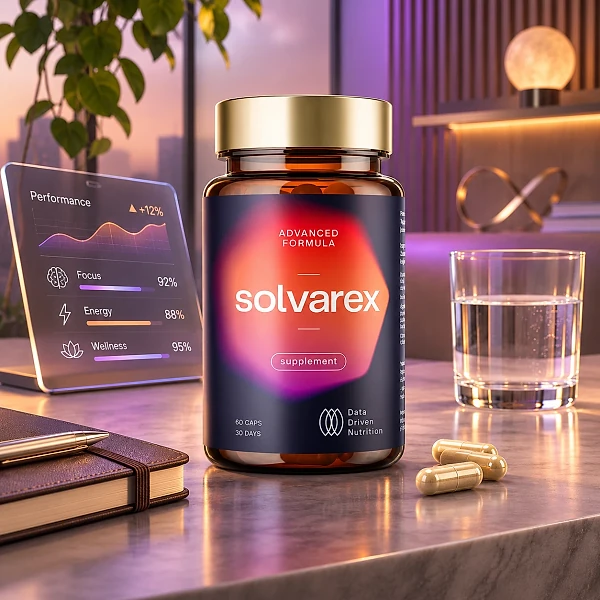 Performance
▲ +12%
Focus
92%
Energy
88%
Wellness
95%
ADVANCED
FORMULA
solvarex
supplement
60 CAPS
30 DAYS
Data
Driven
Nutrition